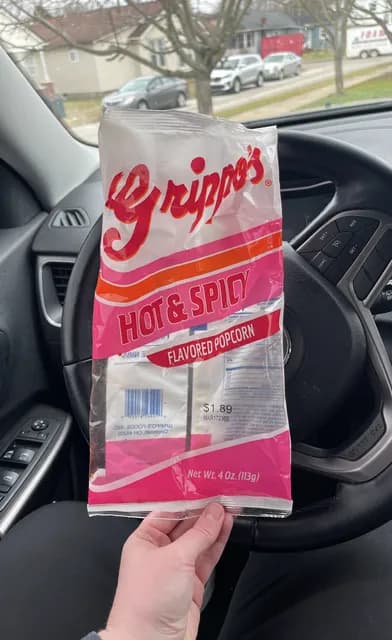 Grippo's®
HOT & SPICY
FLAVORED POPCORN
$1.89
Net Wt. 4 Oz. (113g)